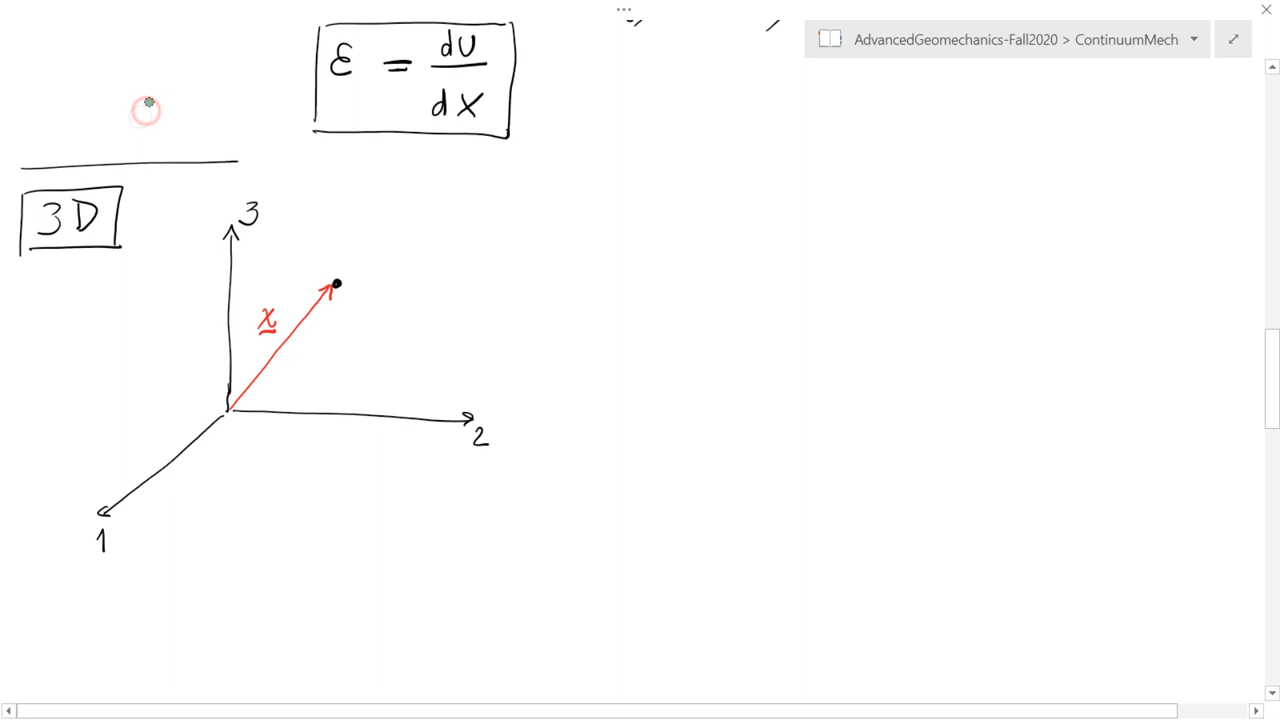 AdvancedGeomechanics-Fall2020 > ContinuumMech
ε = dU/dX
3D
3
x
2
1